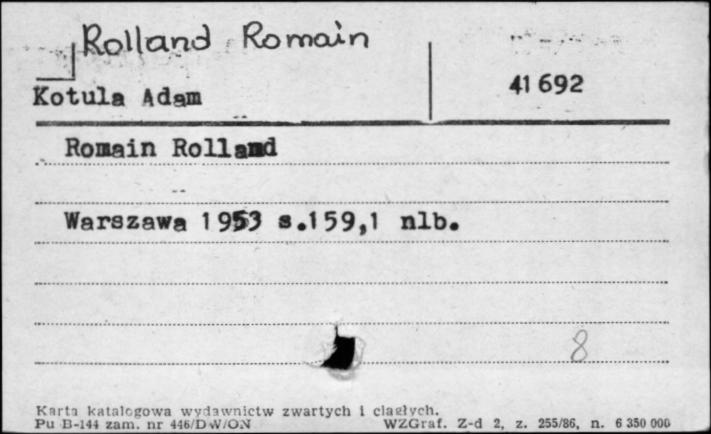 Rolland Romain
Kotula Adam
41 692
Romain Rolland
Warszawa 1953 s.159,1 nlb.
8
Karta katalogowa wydawnictw zwartych i ciągłych.
Pu B-144 zam. nr 446/DW/ON WZGraf. Z-d 2, z. 255/86, n. 6 350 000